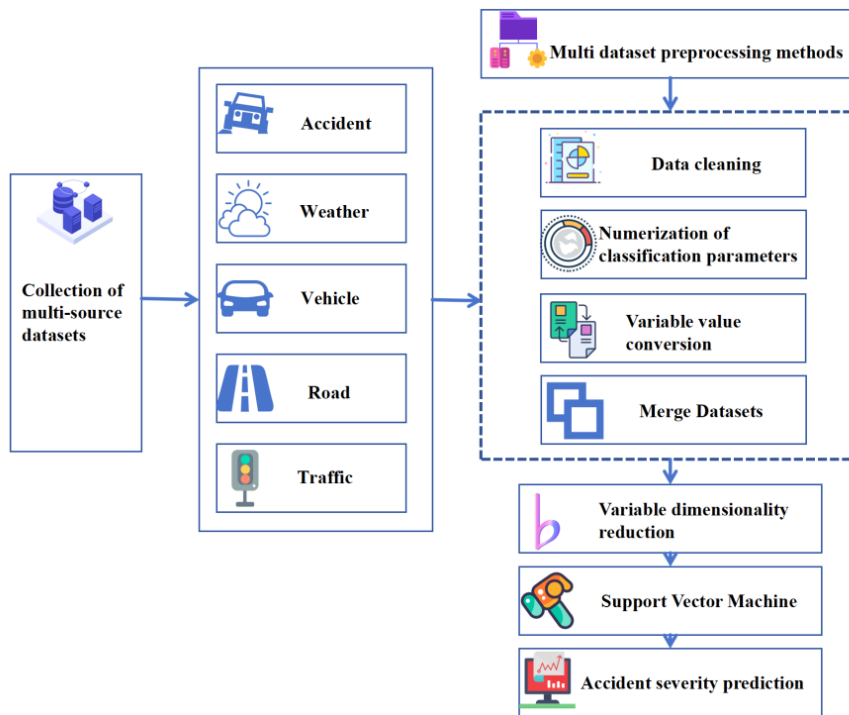 Collection of
multi-source
datasets
Accident
Weather
Vehicle
Road
Traffic
Multi dataset preprocessing methods
Data cleaning
Numerization of
classification parameters
Variable value
conversion
Merge Datasets
Variable dimensionality
reduction
Support Vector Machine
Accident severity prediction